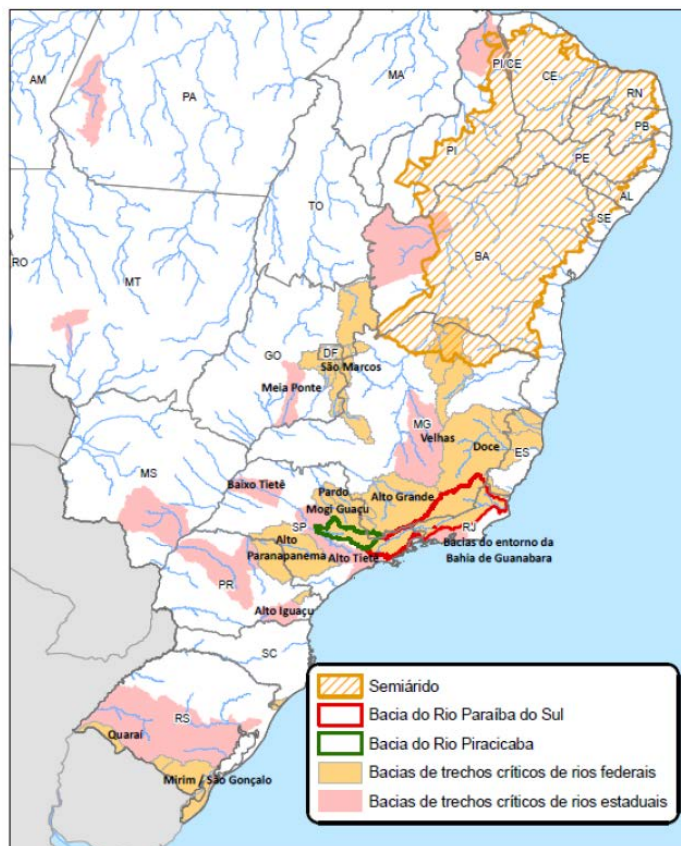 AM
PA
MA
PI/CE
CE
RN
PB
PI
PE
AL
SE
TO
BA
RO
MT
GO
DF
São Marcos
Meia Ponte
MG
Velhas
Doce
ES
MS
Baixo Tietê
Pardo
Mogi Guaçu
Alto Grande
SP
RJ
Bacias do entorno da
Bahia de Guanabara
Alto
Paranapanema
Alto Tietê
PR
Alto Iguaçu
SC
RS
Quaraí
Mirim / São Gonçalo
Semiárido
Bacia do Rio Paraíba do Sul
Bacia do Rio Piracicaba
Bacias de trechos críticos de rios federais
Bacias de trechos críticos de rios estaduais